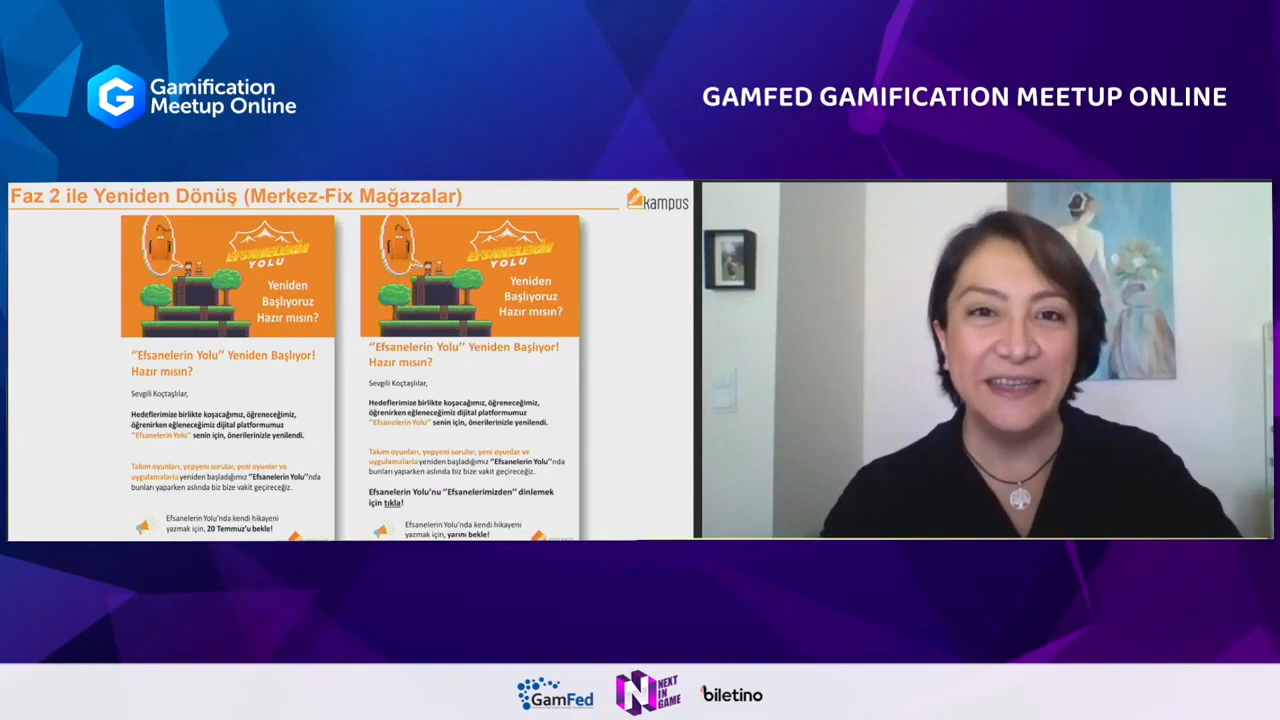 Gamification
Meetup Online
GAMFED GAMIFICATION MEETUP ONLINE
Faz 2 ile Yeniden Dönüş (Merkez-Fix Mağazalar)
kampüs
EFSANELERİN
YOLU
Yeniden
Başlıyoruz
Hazır mısın?
‘’Efsanelerin Yolu’’ Yeniden Başlıyor!
Hazır mısın?
Sevgili Koçtaşlılar,
Hedeflerimize birlikte koşacağımız, öğreneceğimiz,
öğrenirken eğleneceğimiz dijital platformumuz
‘’Efsanelerin Yolu’’ senin için, önerilerinizle yenilendi.
Takım oyunları, yepyeni sorular, yeni oyunlar ve
uygulamalarla yeniden başladığımız ‘’Efsanelerin Yolu’’nda
bunları yaparken aslında biz bize vakit geçireceğiz.
Efsanelerin Yolu’nda kendi hikayeni
yazmak için, 20 Temmuz’u bekle!
EFSANELERİN
YOLU
Yeniden
Başlıyoruz
Hazır mısın?
‘’Efsanelerin Yolu’’ Yeniden Başlıyor!
Hazır mısın?
Sevgili Koçtaşlılar,
Hedeflerimize birlikte koşacağımız, öğreneceğimiz,
öğrenirken eğleneceğimiz dijital platformumuz
‘’Efsanelerin Yolu’’ senin için, önerilerinizle yenilendi.
Takım oyunları, yepyeni sorular, yeni oyunlar ve
uygulamalarla yeniden başladığımız ‘’Efsanelerin Yolu’’nda
bunları yaparken aslında biz bize vakit geçireceğiz.
Efsanelerin Yolu’nu ‘’Efsanelerimizden’’ dinlemek
için tıkla!
Efsanelerin Yolu’nda kendi hikayeni
yazmak için, yarını bekle!
GamFed
NEXT
IN
GAME
biletino